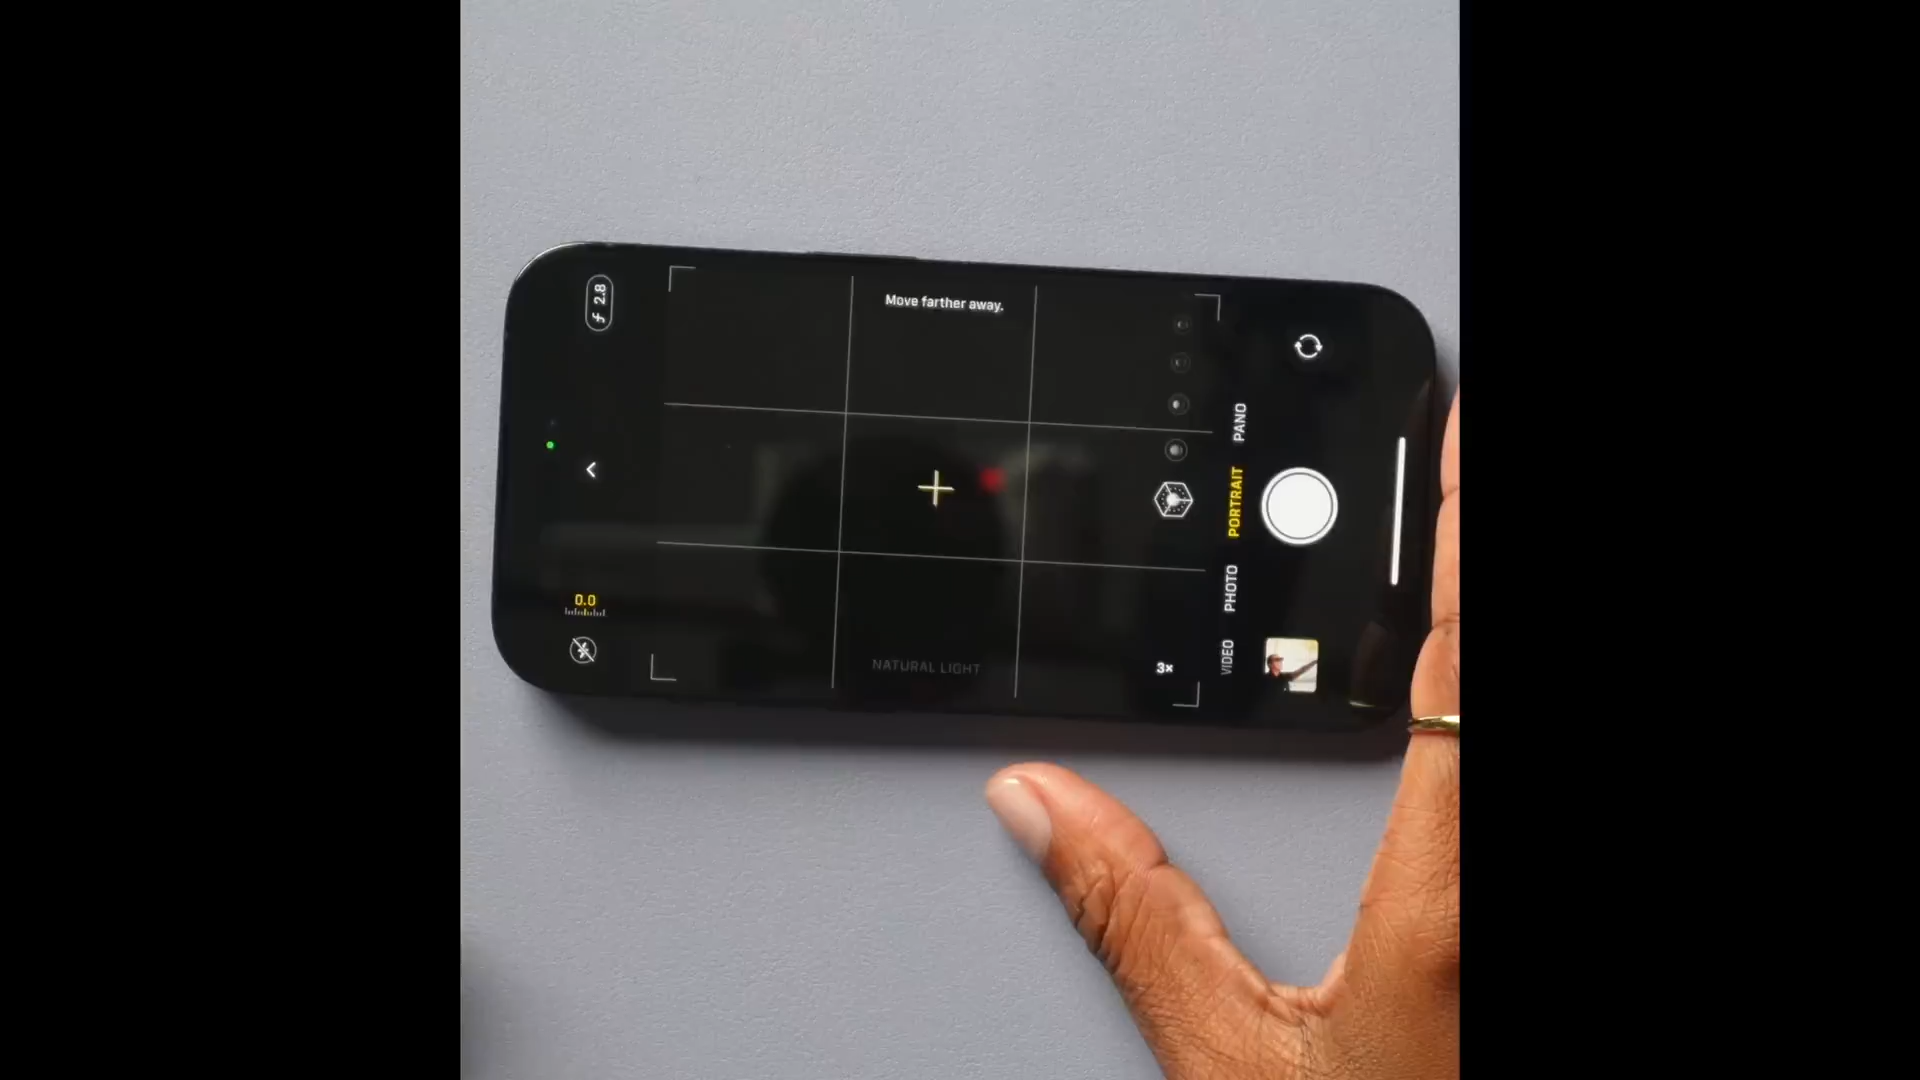 ƒ 2.8
Move farther away.
0.0
NATURAL LIGHT
3×
PANO
PORTRAIT
PHOTO
VIDEO